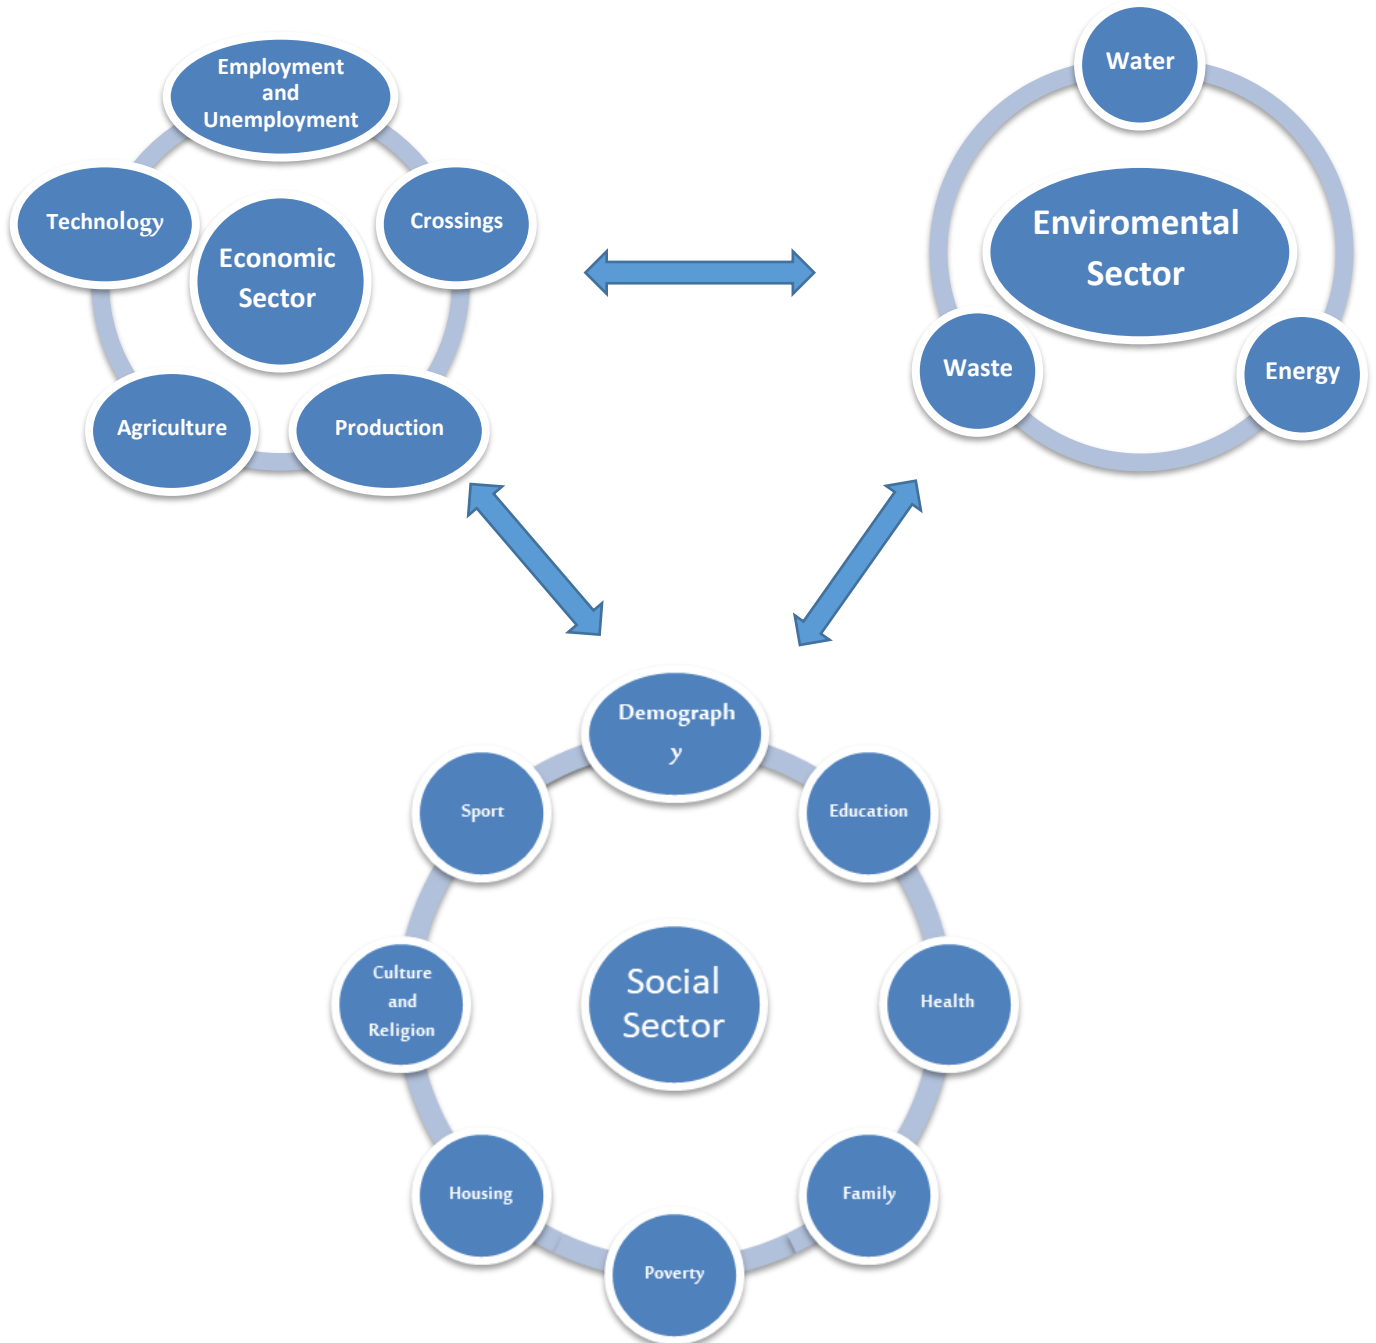 Employment
and
Unemployment
Technology
Crossings
Economic
Sector
Agriculture
Production
Water
Enviromental
Sector
Waste
Energy
Demograph
y
Sport
Education
Culture
and
Religion
Social
Sector
Health
Housing
Family
Poverty